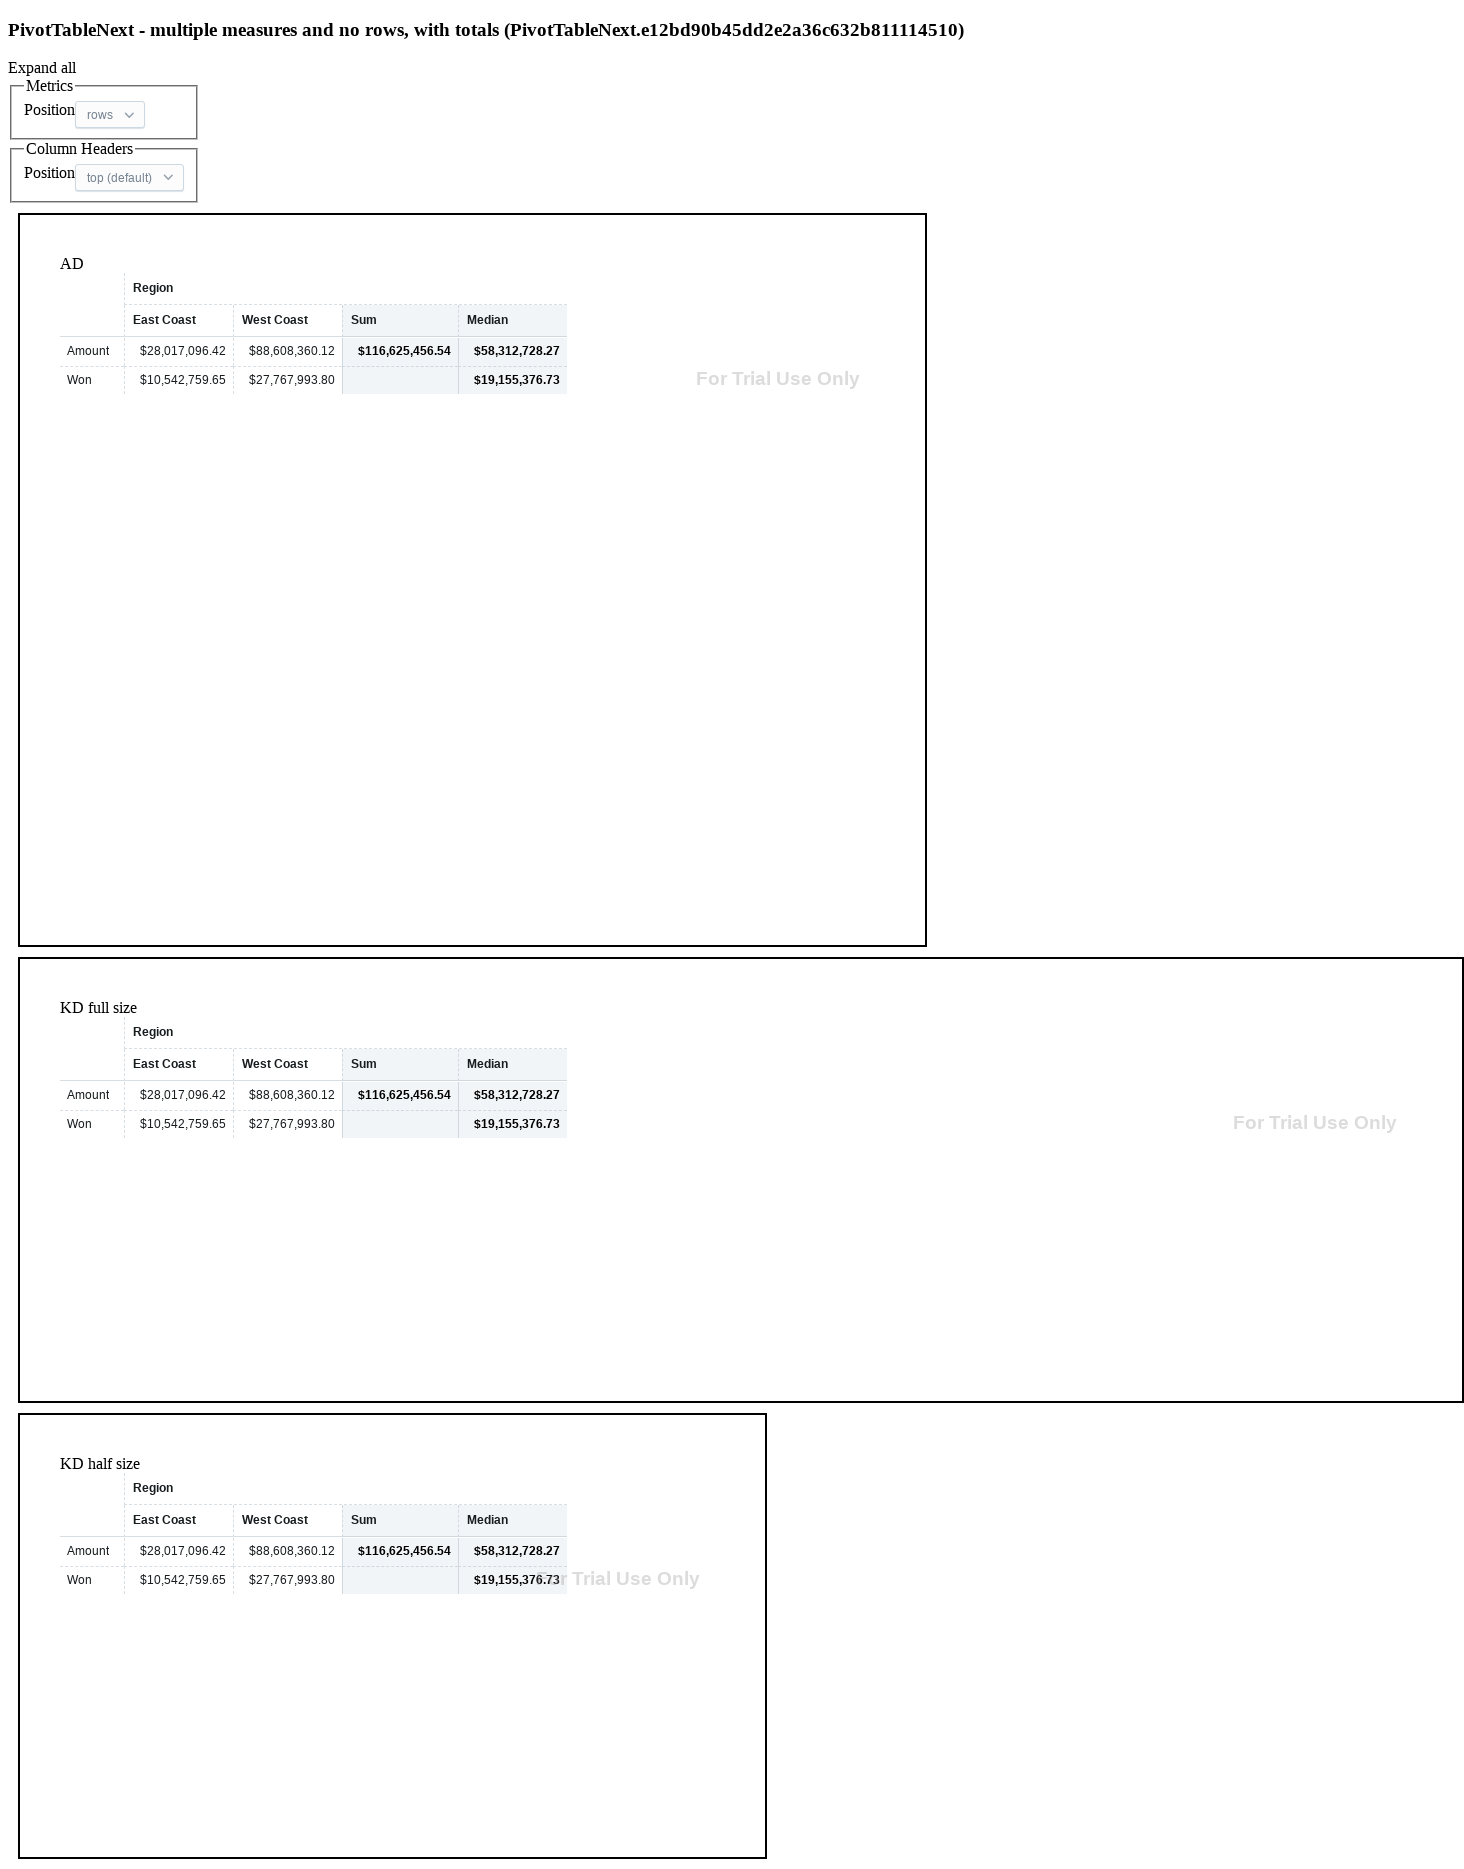 PivotTableNext - multiple measures and no rows, with totals (PivotTableNext.e12bd90b45dd2e2a36c632b811114510)
Expand all
Metrics
Position rows
Column Headers
Position top (default)
AD
Region
East Coast West Coast Sum Median
Amount $28,017,096.42 $88,608,360.12 $116,625,456.54 $58,312,728.27
Won $10,542,759.65 $27,767,993.80 $19,155,376.73
For Trial Use Only
KD full size
Region
East Coast West Coast Sum Median
Amount $28,017,096.42 $88,608,360.12 $116,625,456.54 $58,312,728.27
Won $10,542,759.65 $27,767,993.80 $19,155,376.73
For Trial Use Only
KD half size
Region
East Coast West Coast Sum Median
Amount $28,017,096.42 $88,608,360.12 $116,625,456.54 $58,312,728.27
Won $10,542,759.65 $27,767,993.80 $19,155,376.73
For Trial Use Only